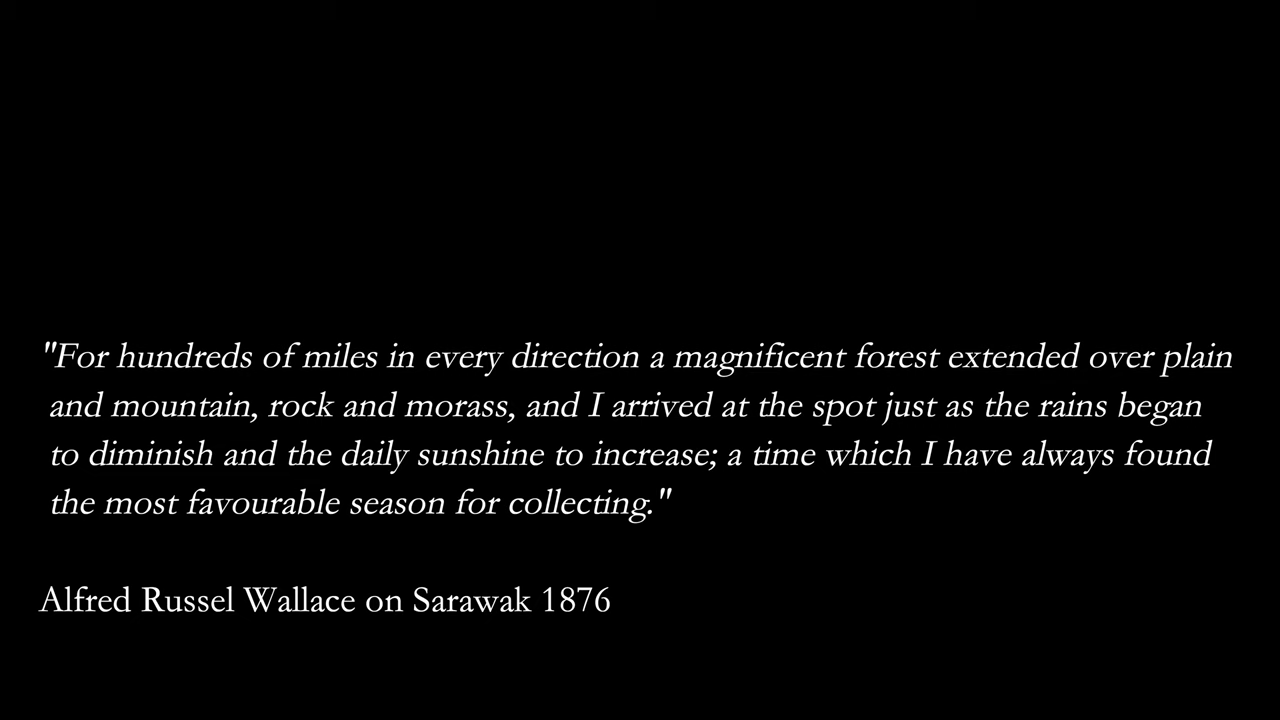 "For hundreds of miles in every direction a magnificent forest extended over plain
and mountain, rock and morass, and I arrived at the spot just as the rains began
to diminish and the daily sunshine to increase; a time which I have always found
the most favourable season for collecting."
Alfred Russel Wallace on Sarawak 1876